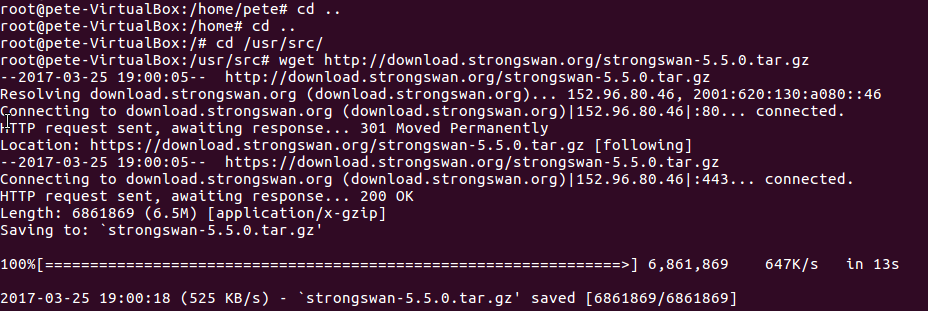 root@pete-VirtualBox:/home/pete# cd ..
root@pete-VirtualBox:/home# cd ..
root@pete-VirtualBox:/# cd /usr/src/
root@pete-VirtualBox:/usr/src# wget http://download.strongswan.org/strongswan-5.5.0.tar.gz
--2017-03-25 19:00:05--  http://download.strongswan.org/strongswan-5.5.0.tar.gz
Resolving download.strongswan.org (download.strongswan.org)... 152.96.80.46, 2001:620:130:a080::46
Connecting to download.strongswan.org (download.strongswan.org)|152.96.80.46|:80... connected.
HTTP request sent, awaiting response... 301 Moved Permanently
Location: https://download.strongswan.org/strongswan-5.5.0.tar.gz [following]
--2017-03-25 19:00:05--  https://download.strongswan.org/strongswan-5.5.0.tar.gz
Connecting to download.strongswan.org (download.strongswan.org)|152.96.80.46|:443... connected.
HTTP request sent, awaiting response... 200 OK
Length: 6861869 (6.5M) [application/x-gzip]
Saving to: `strongswan-5.5.0.tar.gz'
100%[================================================================>] 6,861,869    647K/s   in 13s
2017-03-25 19:00:18 (525 KB/s) - `strongswan-5.5.0.tar.gz' saved [6861869/6861869]